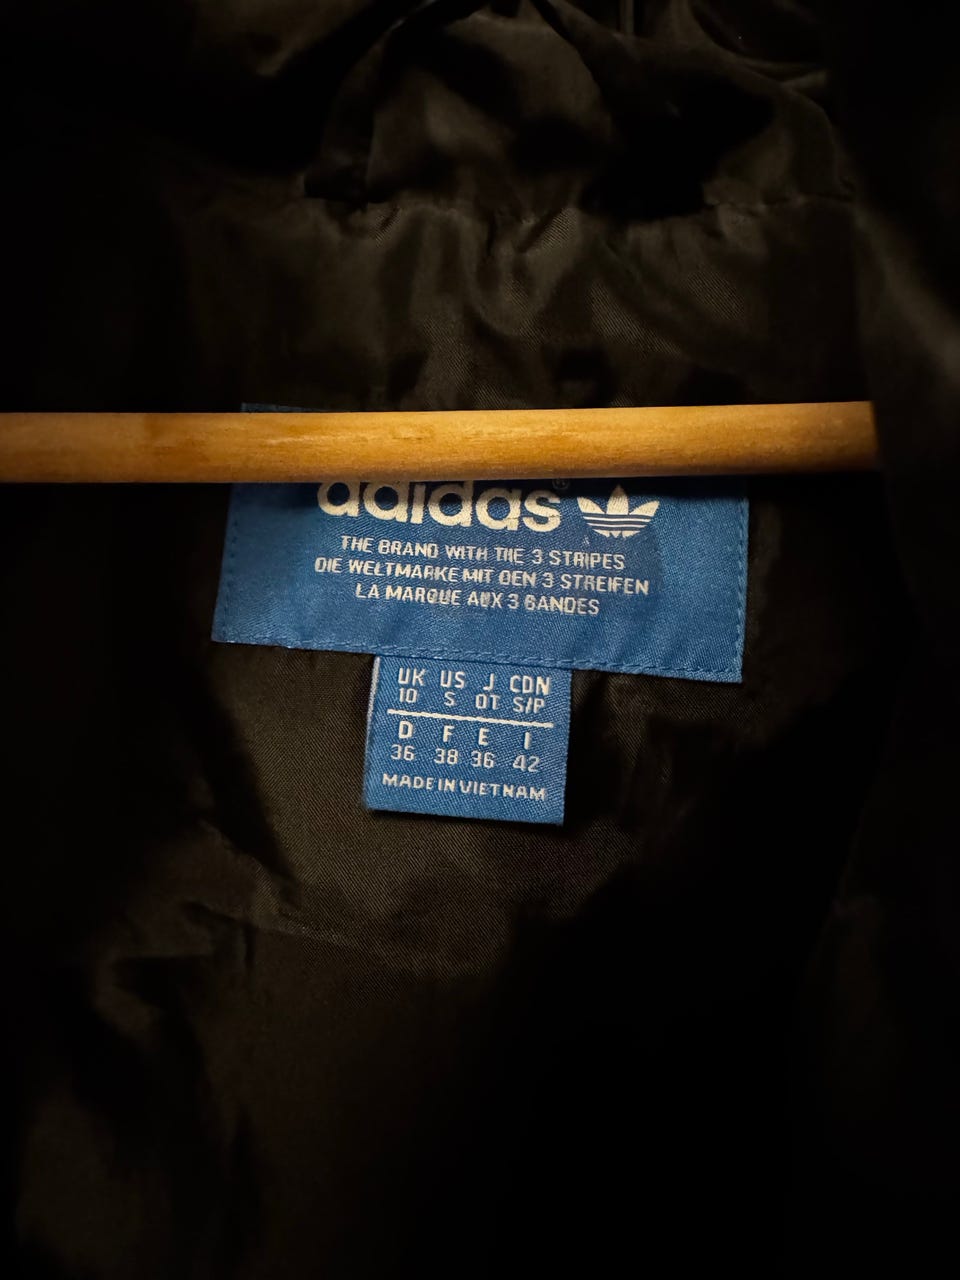 adidas®
THE BRAND WITH THE 3 STRIPES
DIE WELTMARKE MIT DEN 3 STREIFEN
LA MARQUE AUX 3 BANDES
UK US J CDN
10 S OT S/P
D F E I
36 38 36 42
MADE IN VIETNAM